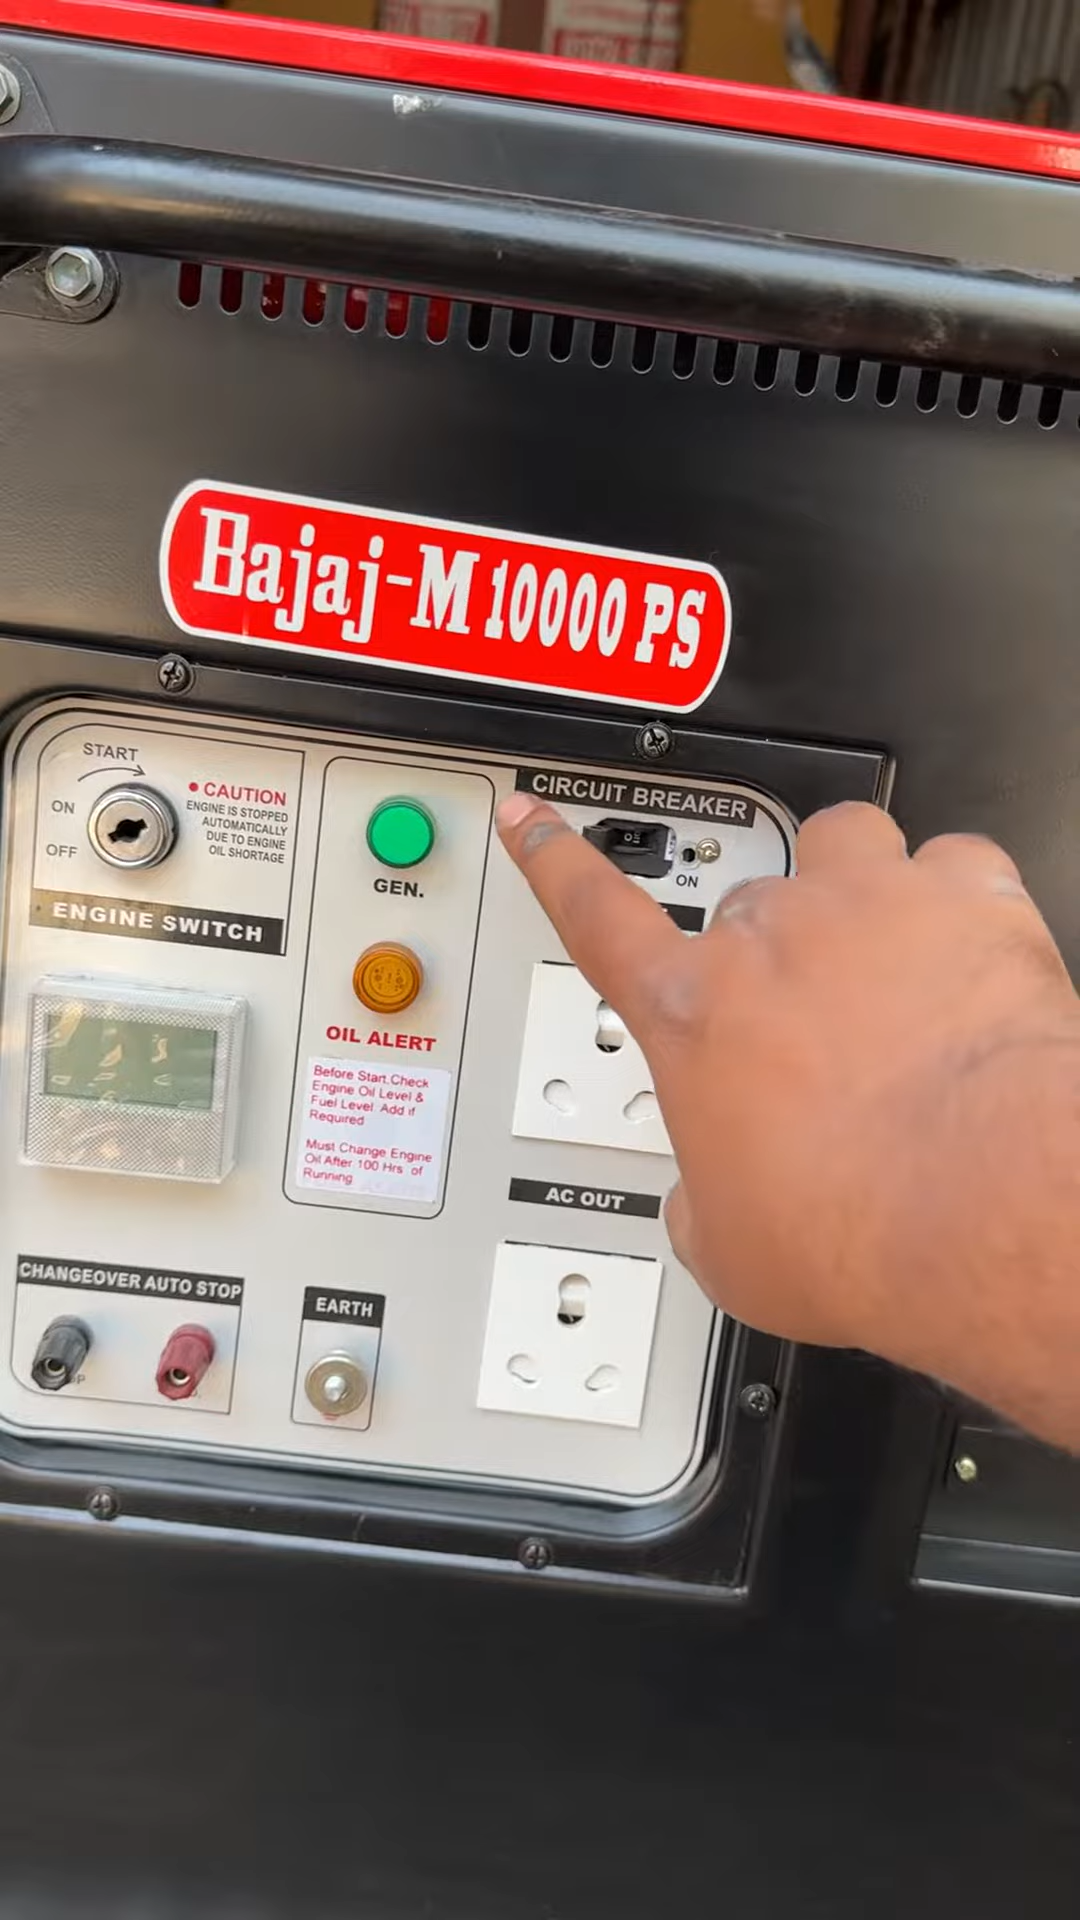 Bajaj-M 10000 PS
START
ON
OFF
• CAUTION
ENGINE IS STOPPED
AUTOMATICALLY
DUE TO ENGINE
OIL SHORTAGE
ENGINE SWITCH
GEN.
OIL ALERT
Before Start,Check
Engine Oil Level &
Fuel Level Add if
Required
Must Change Engine
Oil After 100 Hrs of
Running
CIRCUIT BREAKER
ON
AC OUT
CHANGEOVER AUTO STOP
EARTH